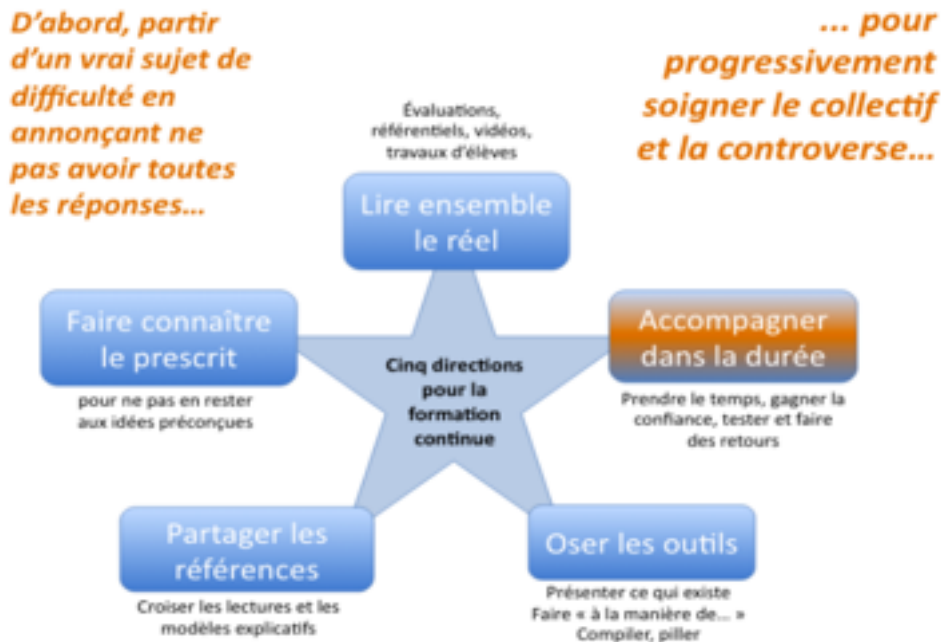 D'abord, partir
d'un vrai sujet de
difficulté en
annonçant ne
pas avoir toutes
les réponses...
... pour
progressivement
soigner le collectif
et la controverse...
Évaluations,
référentiels, vidéos,
travaux d'élèves
Lire ensemble
le réel
Faire connaître
le prescrit
pour ne pas en rester
aux idées préconçues
Cinq directions
pour la
formation
continue
Accompagner
dans la durée
Prendre le temps, gagner la
confiance, tester et faire
des retours
Partager les
références
Croiser les lectures et les
modèles explicatifs
Oser les outils
Présenter ce qui existe
Faire « à la manière de... »
Compiler, piller